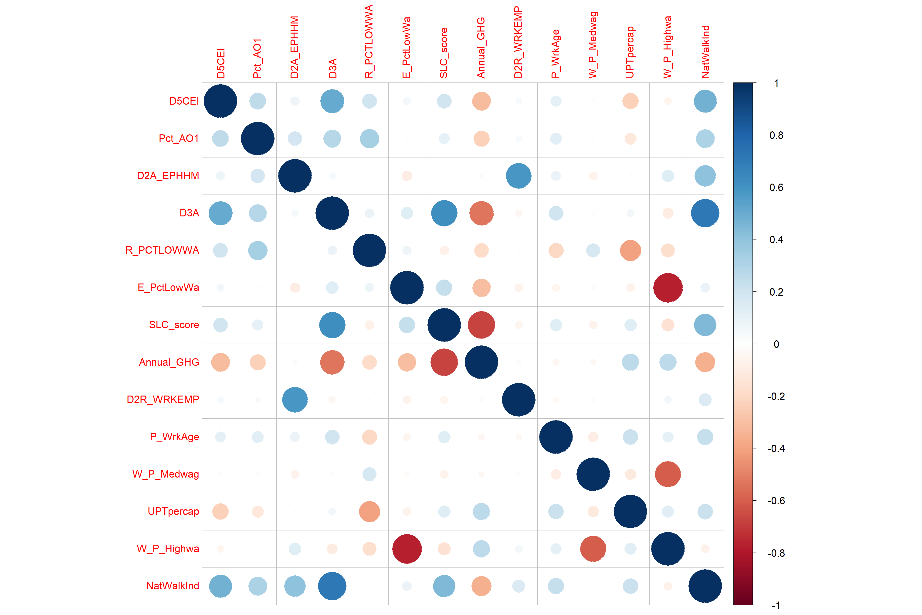 D5CEI Pct_AO1 D2A_EPHHM D3A R_PCTLOWWA E_PctLowWa SLC_score Annual_GHG D2R_WRKEMP P_WrkAge W_P_Medwag UPTpercap W_P_Highwa NatWalkInd
D5CEI
Pct_AO1
D2A_EPHHM
D3A
R_PCTLOWWA
E_PctLowWa
SLC_score
Annual_GHG
D2R_WRKEMP
P_WrkAge
W_P_Medwag
UPTpercap
W_P_Highwa
NatWalkInd
1
0.8
0.6
0.4
0.2
0
-0.2
-0.4
-0.6
-0.8
-1